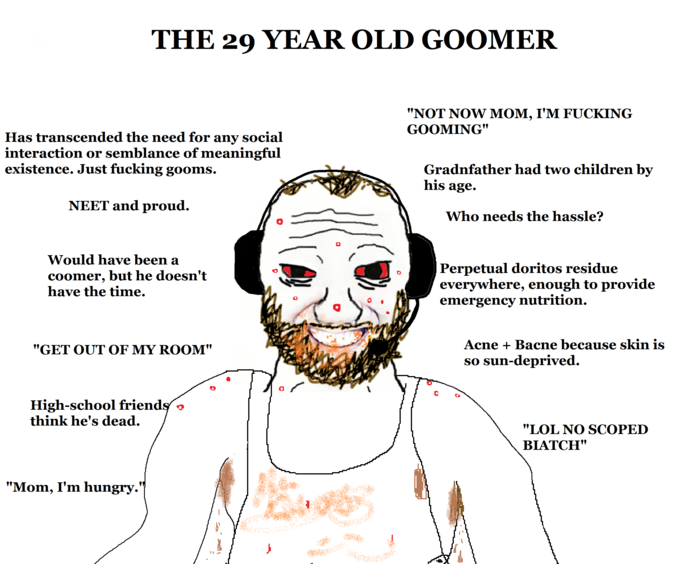 THE 29 YEAR OLD GOOMER
"NOT NOW MOM, I'M FUCKING
GOOMING"
Has transcended the need for any social
interaction or semblance of meaningful
existence. Just fucking gooms.
Gradnfather had two children by
his age.
NEET and proud.
Who needs the hassle?
Would have been a
coomer, but he doesn't
have the time.
Perpetual doritos residue
everywhere, enough to provide
emergency nutrition.
"GET OUT OF MY ROOM"
Acne + Bacne because skin is
so sun-deprived.
High-school friends
think he's dead.
"LOL NO SCOPED
BIATCH"
"Mom, I'm hungry."